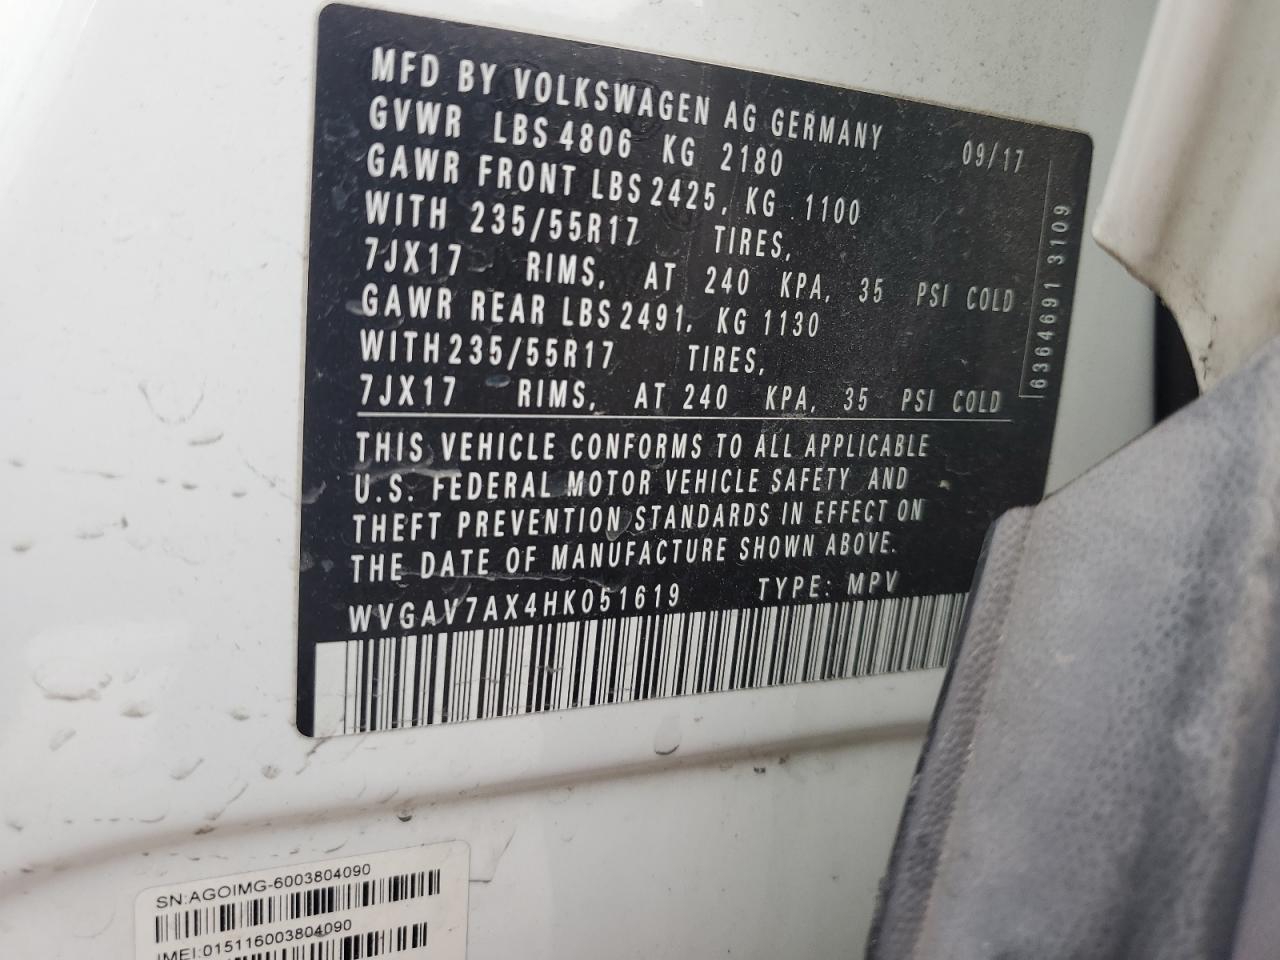 MFD BY VOLKSWAGEN AG GERMANY 09/17
GVWR LBS 4806 KG 2180
GAWR FRONT LBS 2425, KG 1100
WITH 235/55R17 TIRES,
7JX17 RIMS, AT 240 KPA, 35 PSI COLD
GAWR REAR LBS 2491, KG 1130
WITH 235/55R17 TIRES,
7JX17 RIMS, AT 240 KPA, 35 PSI COLD
THIS VEHICLE CONFORMS TO ALL APPLICABLE
U.S. FEDERAL MOTOR VEHICLE SAFETY AND
THEFT PREVENTION STANDARDS IN EFFECT ON
THE DATE OF MANUFACTURE SHOWN ABOVE.
WVGAV7AX4HK051619 TYPE: MPV
6364691 3109
SN:AGOIMG-6003804090
IMEI:015116003804090